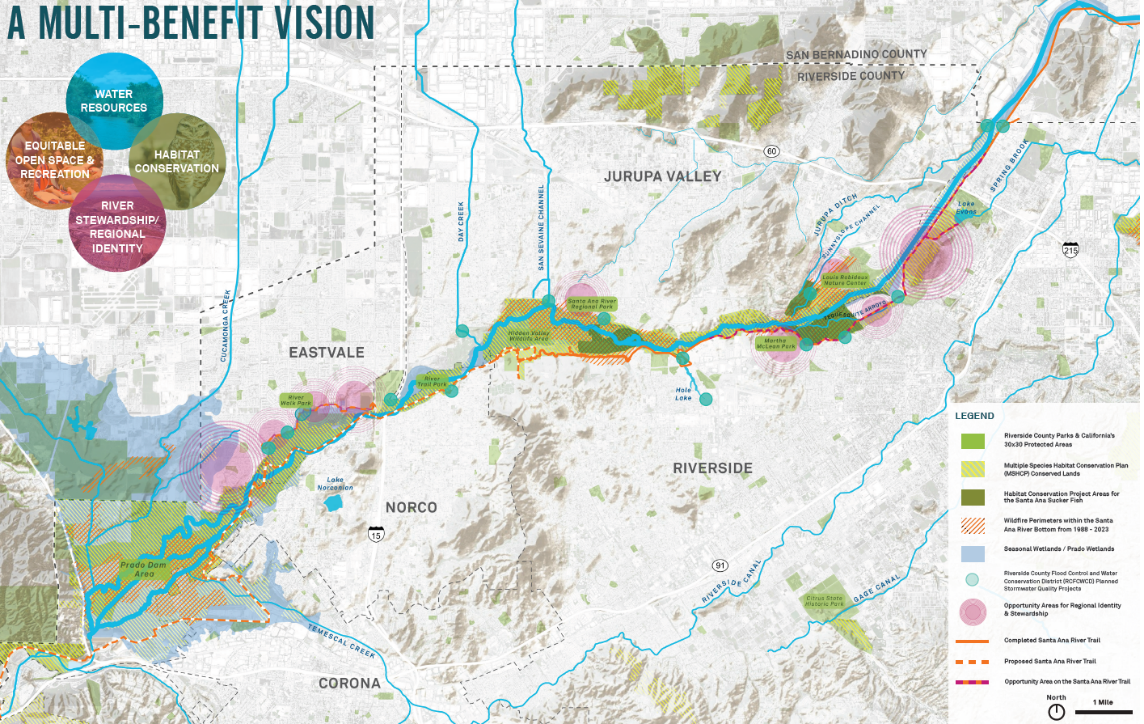 A MULTI-BENEFIT VISION
WATER
RESOURCES
EQUITABLE
OPEN SPACE &
RECREATION
HABITAT
CONSERVATION
RIVER
STEWARDSHIP/
REGIONAL
IDENTITY
SAN BERNADINO COUNTY
RIVERSIDE COUNTY
60
JURUPA VALLEY
SPRING BROOK
JURUPA DITCH
SUNNYSLOPE CHANNEL
Lake
Evans
215
DAY CREEK
SAN SEVAINE CHANNEL
CUCAMONGA CREEK
Louis Robidoux
Nature Center
Santa Ana River
Regional Park
TEQUESQUITE ARROYO
Hidden Valley
Wildlife Area
Martha
McLean Park
EASTVALE
River
Trail Park
River
Walk Park
Hole
Lake
RIVERSIDE
Lake
Norconian
NORCO
15
Prado Dam
Area
91
RIVERSIDE CANAL
GAGE CANAL
Citrus State
Historic Park
TEMESCAL CREEK
CORONA
LEGEND
Riverside County Parks & California's
30x30 Protected Areas
Multiple Species Habitat Conservation Plan
(MSHCP) Conserved Lands
Habitat Conservation Project Areas for
the Santa Ana Sucker Fish
Wildfire Perimeters within the Santa
Ana River Bottom from 1988 - 2023
Seasonal Wetlands / Prado Wetlands
Riverside County Flood Control and Water
Conservation District (RCFCWCD) Planned
Stormwater Quality Projects
Opportunity Areas for Regional Identity
& Stewardship
Completed Santa Ana River Trail
Proposed Santa Ana River Trail
Opportunity Area on the Santa Ana River Trail
North
1 Mile